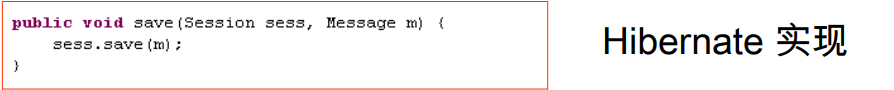 public void save(Session sess, Message m) {
    sess.save(m);
}
Hibernate 实现